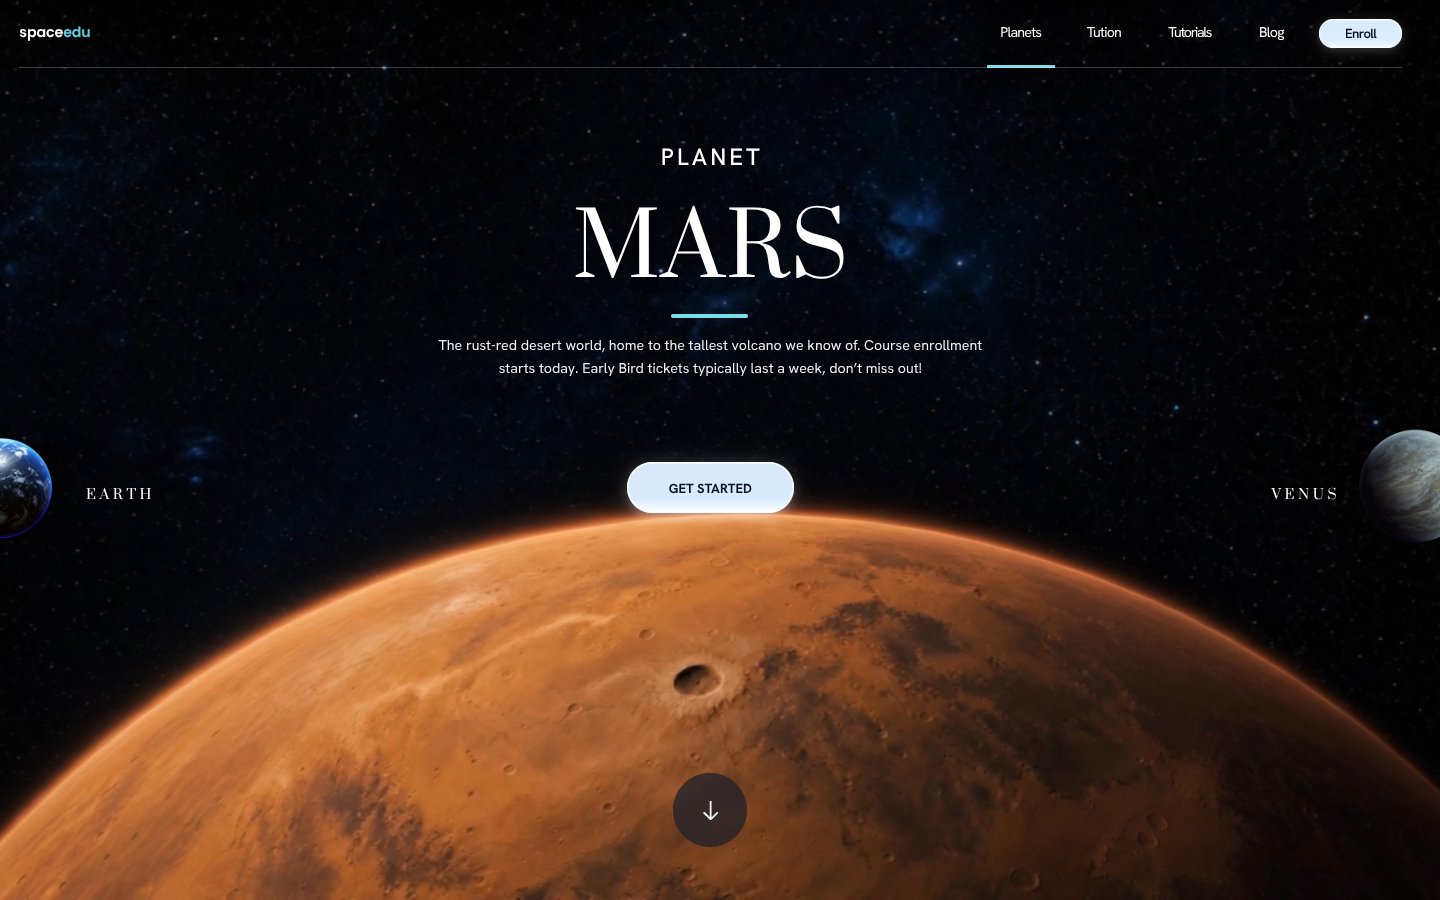 spaceedu
Planets
Tution
Tutorials
Blog
Enroll
PLANET
MARS
The rust-red desert world, home to the tallest volcano we know of. Course enrollment
starts today. Early Bird tickets typically last a week, don’t miss out!
EARTH
GET STARTED
VENUS